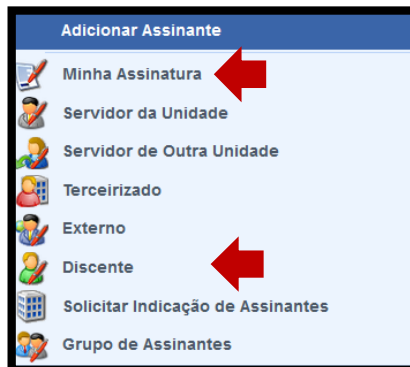 Adicionar Assinante
Minha Assinatura
Servidor da Unidade
Servidor de Outra Unidade
Terceirizado
Externo
Discente
Solicitar Indicação de Assinantes
Grupo de Assinantes